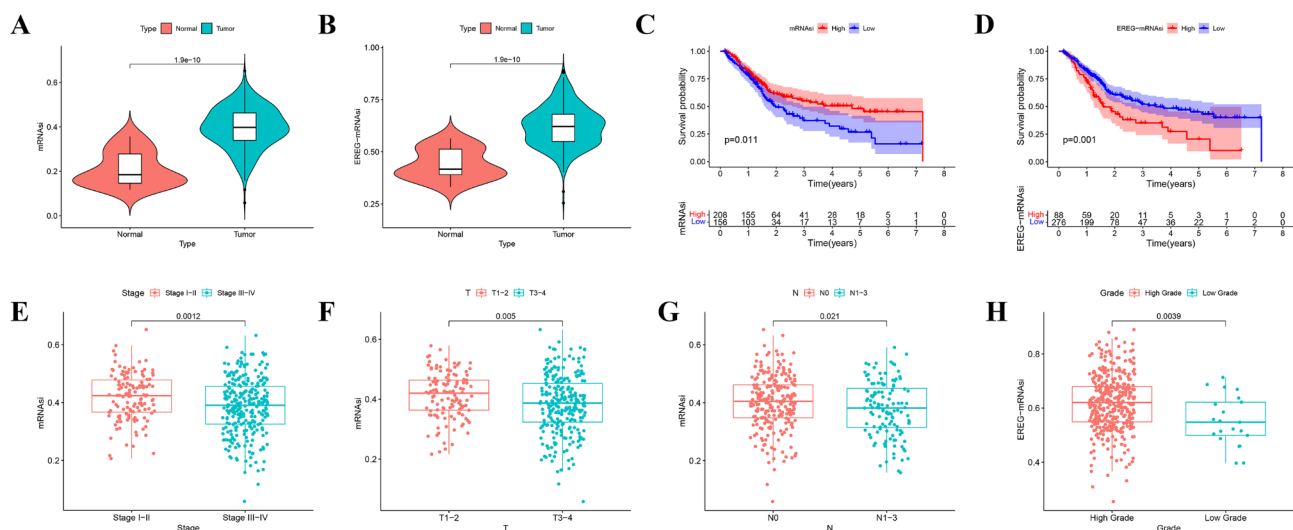 A
Type Normal Tumor
1.9e−10
0.6
0.4
0.2
0.0
mRNAsi
Normal Tumor
Type
B
Type Normal Tumor
1.9e−10
1.00
0.75
0.50
0.25
EREG−mRNAsi
Normal Tumor
Type
C
mRNAsi High Low
1.00
0.75
0.50
0.25
0.00
Survival probability
p=0.011
0 1 2 3 4 5 6 7 8
Time(years)
mRNAsi
High 208 155 64 41 28 18 5 1 0
Low 156 103 34 17 13 7 3 1 0
0 1 2 3 4 5 6 7 8
Time(years)
D
EREG−mRNAsi High Low
1.00
0.75
0.50
0.25
0.00
Survival probability
p=0.001
0 1 2 3 4 5 6 7 8
Time(years)
EREG−mRNAsi
High 88 59 20 11 5 3 1 0 0
Low 276 199 78 47 36 22 7 2 0
0 1 2 3 4 5 6 7 8
Time(years)
E
Stage Stage I−II Stage III−IV
0.0012
0.6
0.4
0.2
mRNAsi
Stage I−II Stage III−IV
Stage
F
T T1−2 T3−4
0.005
0.6
0.4
0.2
mRNAsi
T1−2 T3−4
T
G
N N0 N1−3
0.021
0.6
0.4
0.2
mRNAsi
N0 N1−3
N
H
Grade High Grade Low Grade
0.0039
0.8
0.6
0.4
EREG−mRNAsi
High Grade Low Grade
Grade